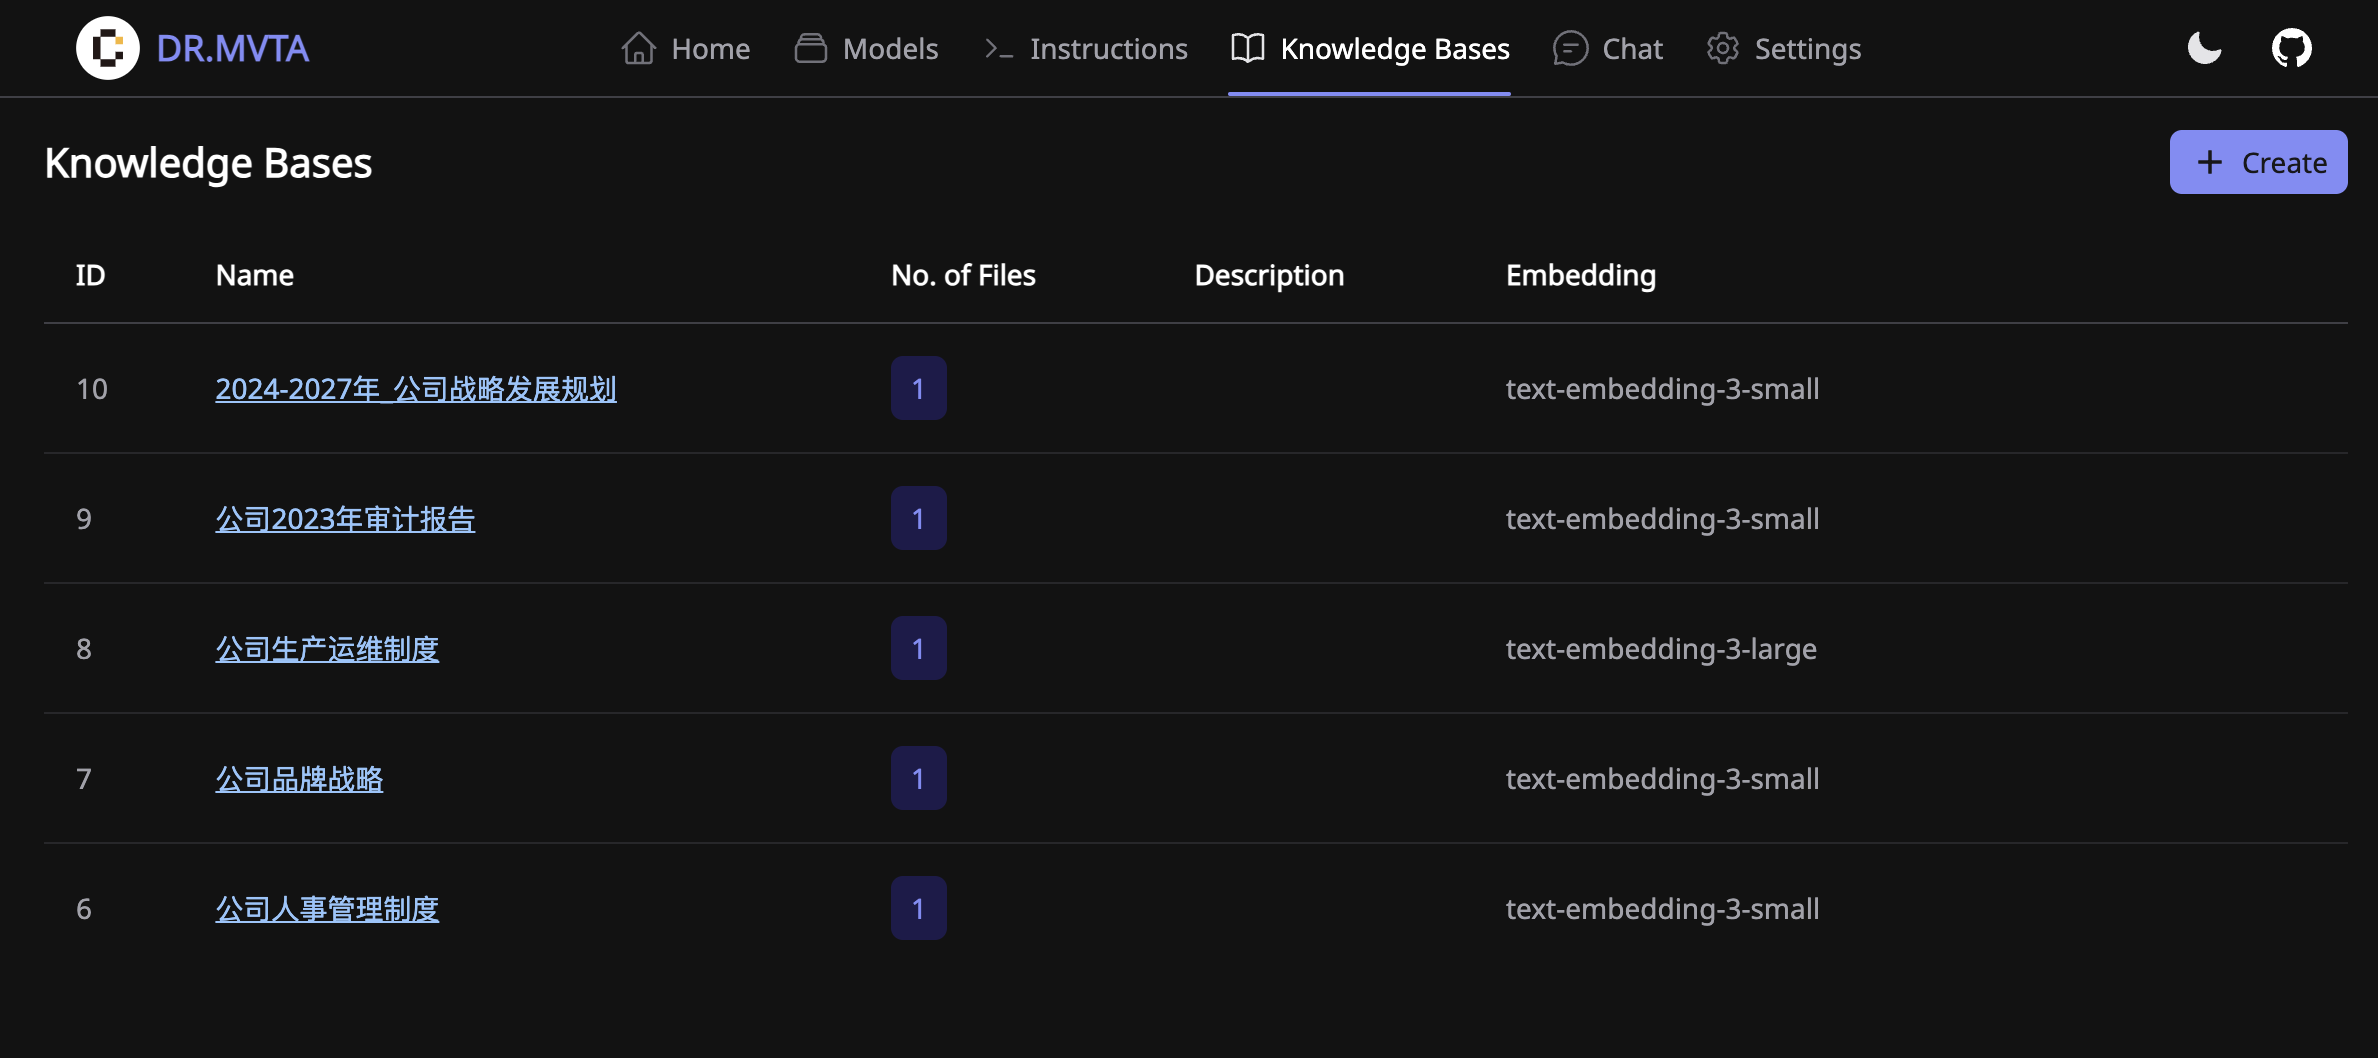 DR.MVTA Home Models Instructions Knowledge Bases Chat Settings
Knowledge Bases Create
ID Name No. of Files Description Embedding
10 2024-2027年_公司战略发展规划 1 text-embedding-3-small
9 公司2023年审计报告 1 text-embedding-3-small
8 公司生产运维制度 1 text-embedding-3-large
7 公司品牌战略 1 text-embedding-3-small
6 公司人事管理制度 1 text-embedding-3-small